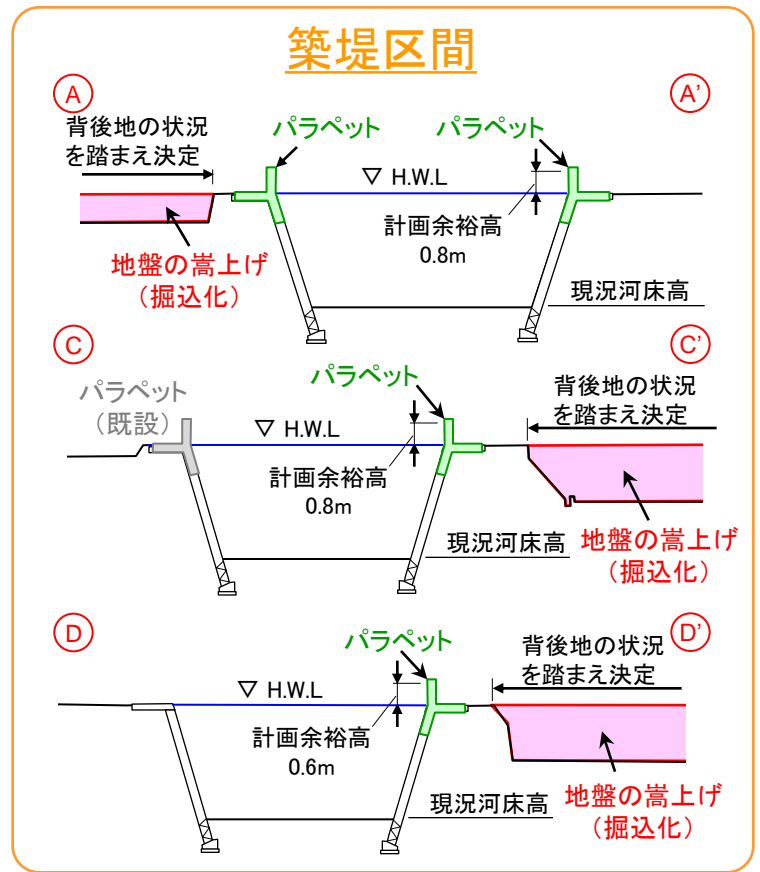 築堤区間
A
A'
背後地の状況
を踏まえ決定
パラペット
パラペット
▽ H.W.L
計画余裕高
0.8m
地盤の嵩上げ
（掘込化）
現況河床高
C
C'
パラペット
（既設）
パラペット
背後地の状況
を踏まえ決定
▽ H.W.L
計画余裕高
0.8m
現況河床高
地盤の嵩上げ
（掘込化）
D
D'
パラペット
背後地の状況
を踏まえ決定
▽ H.W.L
計画余裕高
0.6m
現況河床高
地盤の嵩上げ
（掘込化）